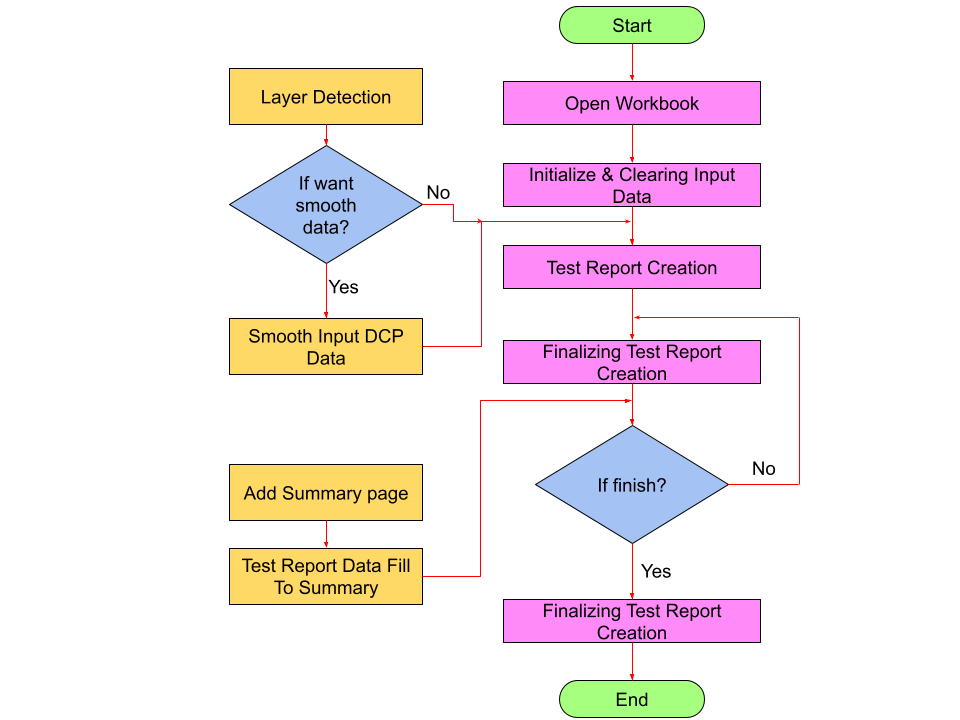 Start
Open Workbook
Initialize & Clearing Input
Data
Test Report Creation
Finalizing Test Report
Creation
If finish?
No
Yes
Finalizing Test Report
Creation
End
Layer Detection
If want
smooth
data?
No
Yes
Smooth Input DCP
Data
Add Summary page
Test Report Data Fill
To Summary